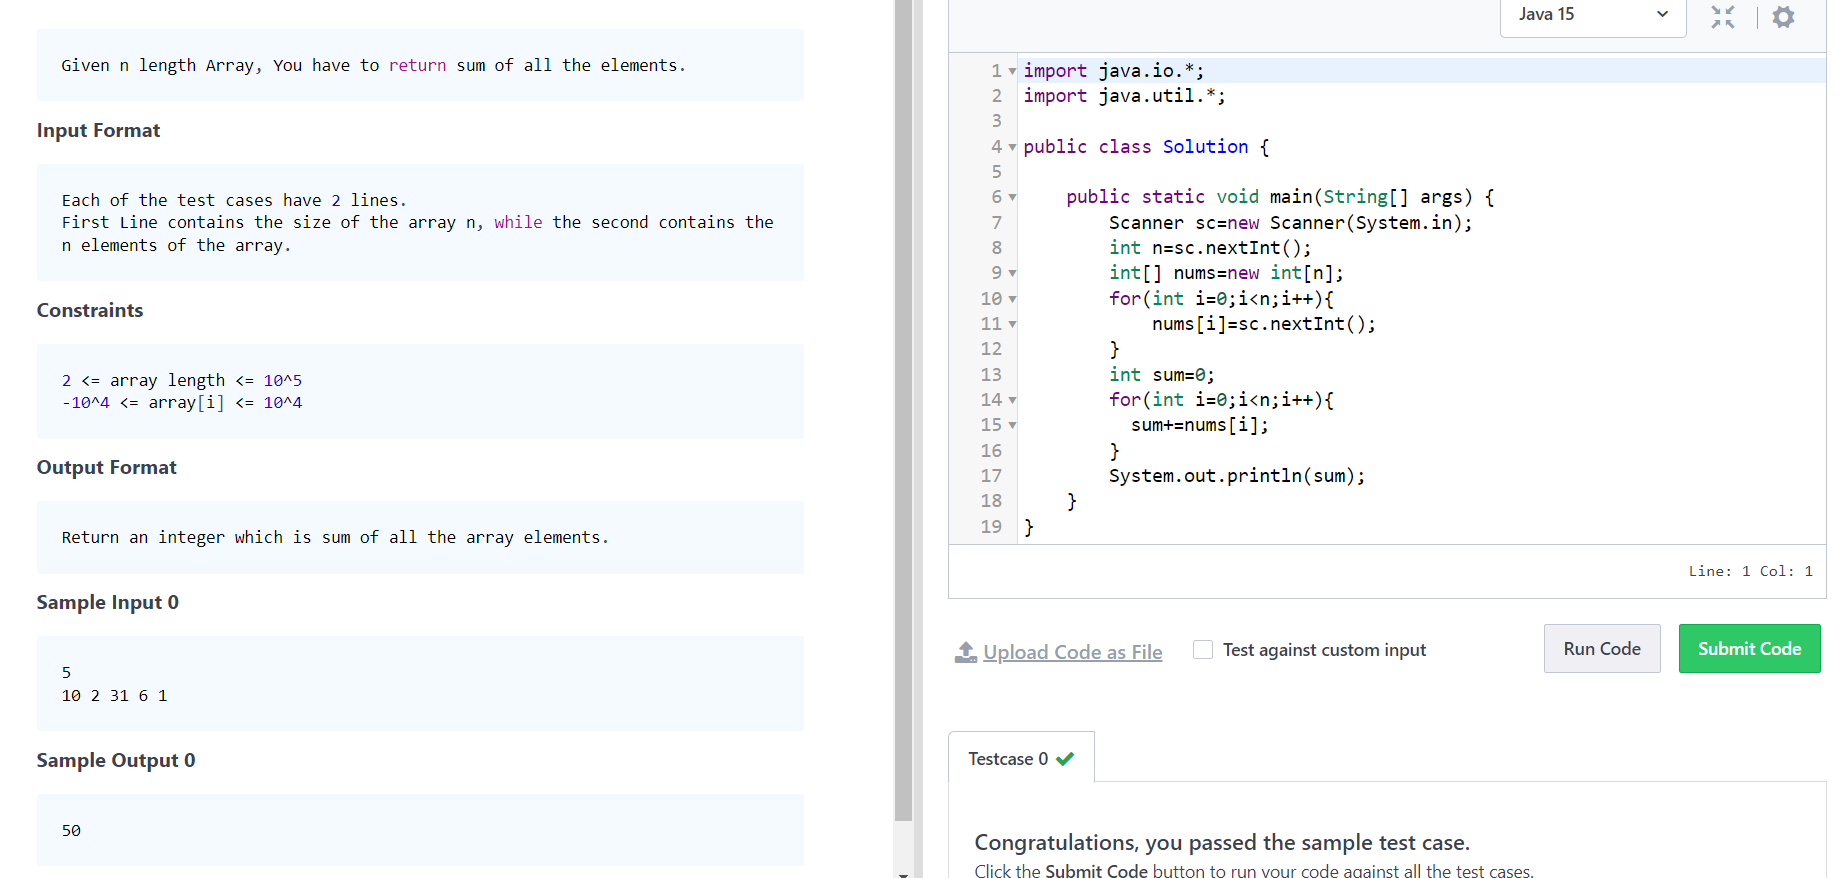 Given n length Array, You have to return sum of all the elements.
Input Format
Each of the test cases have 2 lines.
First Line contains the size of the array n, while the second contains the
n elements of the array.
Constraints
2 <= array length <= 10^5
-10^4 <= array[i] <= 10^4
Output Format
Return an integer which is sum of all the array elements.
Sample Input 0
5
10 2 31 6 1
Sample Output 0
50
Java 15
1 import java.io.*;
2 import java.util.*;
3
4 public class Solution {
5
6     public static void main(String[] args) {
7         Scanner sc=new Scanner(System.in);
8         int n=sc.nextInt();
9         int[] nums=new int[n];
10         for(int i=0;i<n;i++){
11             nums[i]=sc.nextInt();
12         }
13         int sum=0;
14         for(int i=0;i<n;i++){
15           sum+=nums[i];
16         }
17         System.out.println(sum);
18     }
19 }
Line: 1 Col: 1
Upload Code as File
Test against custom input
Run Code
Submit Code
Testcase 0
Congratulations, you passed the sample test case.
Click the Submit Code button to run your code against all the test cases.